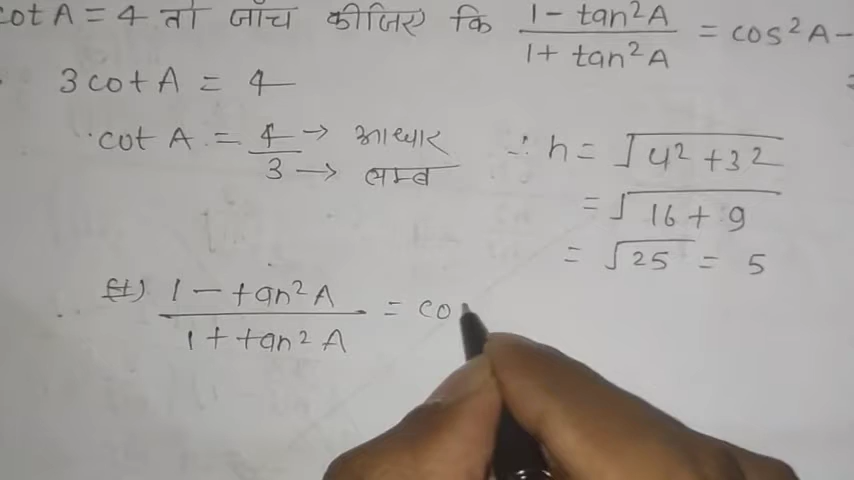 cot A = 4 तो जाँच कीजिए कि (1 - tan²A)/(1 + tan²A) = cos²A -
3 cot A = 4
cot A = 4/3 → आधार → लम्ब
∴ h = √(4² + 3²)
= √(16 + 9)
= √25 = 5
(1 - tan²A)/(1 + tan²A) = co